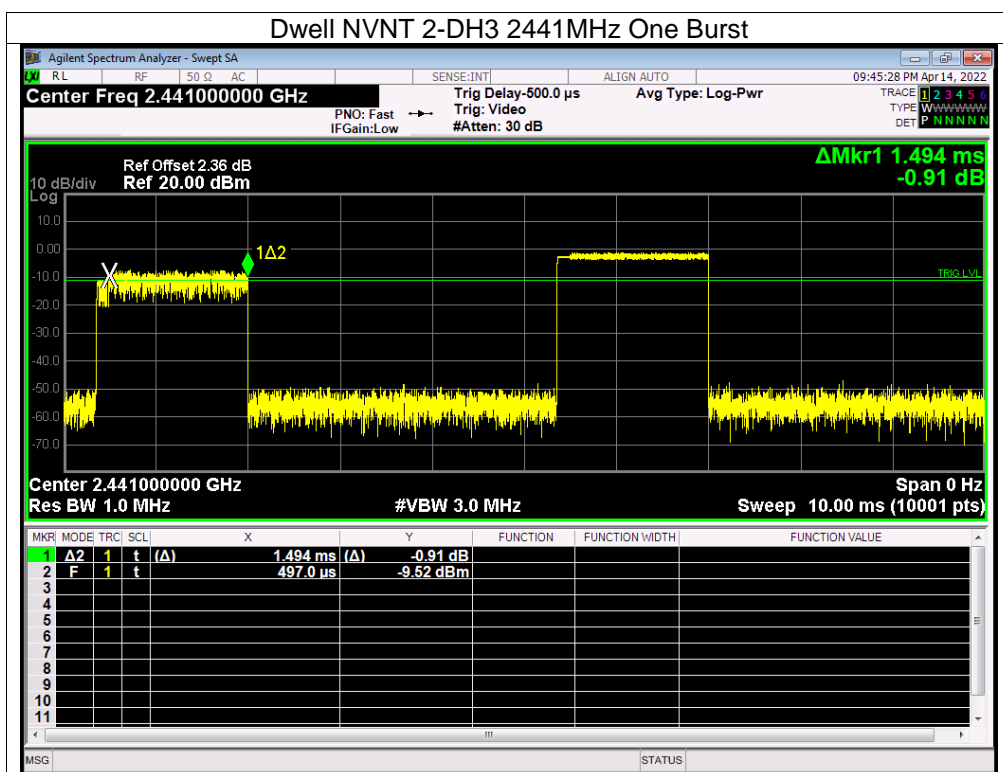 Dwell NVNT 2-DH3 2441MHz One Burst
Agilent Spectrum Analyzer - Swept SA
LXI RL RF 50 Ω AC SENSE:INT ALIGN AUTO 09:45:28 PM Apr 14, 2022
Center Freq 2.441000000 GHz Trig Delay-500.0 µs Avg Type: Log-Pwr TRACE 1 2 3 4 5 6
PNO: Fast Trig: Video TYPE WWWWWWW
IFGain:Low #Atten: 30 dB DET P N N N N N
ΔMkr1 1.494 ms
-0.91 dB
Ref Offset 2.36 dB
10 dB/div Ref 20.00 dBm
Log
10.0
0.00
1Δ2
-10.0
TRIG LVL
-20.0
-30.0
-40.0
-50.0
-60.0
-70.0
Center 2.441000000 GHz Span 0 Hz
Res BW 1.0 MHz #VBW 3.0 MHz Sweep 10.00 ms (10001 pts)
MKR MODE TRC SCL X Y FUNCTION FUNCTION WIDTH FUNCTION VALUE
1 Δ2 1 t (Δ) 1.494 ms (Δ) -0.91 dB
2 F 1 t 497.0 µs -9.52 dBm
3
4
5
6
7
8
9
10
11
MSG STATUS